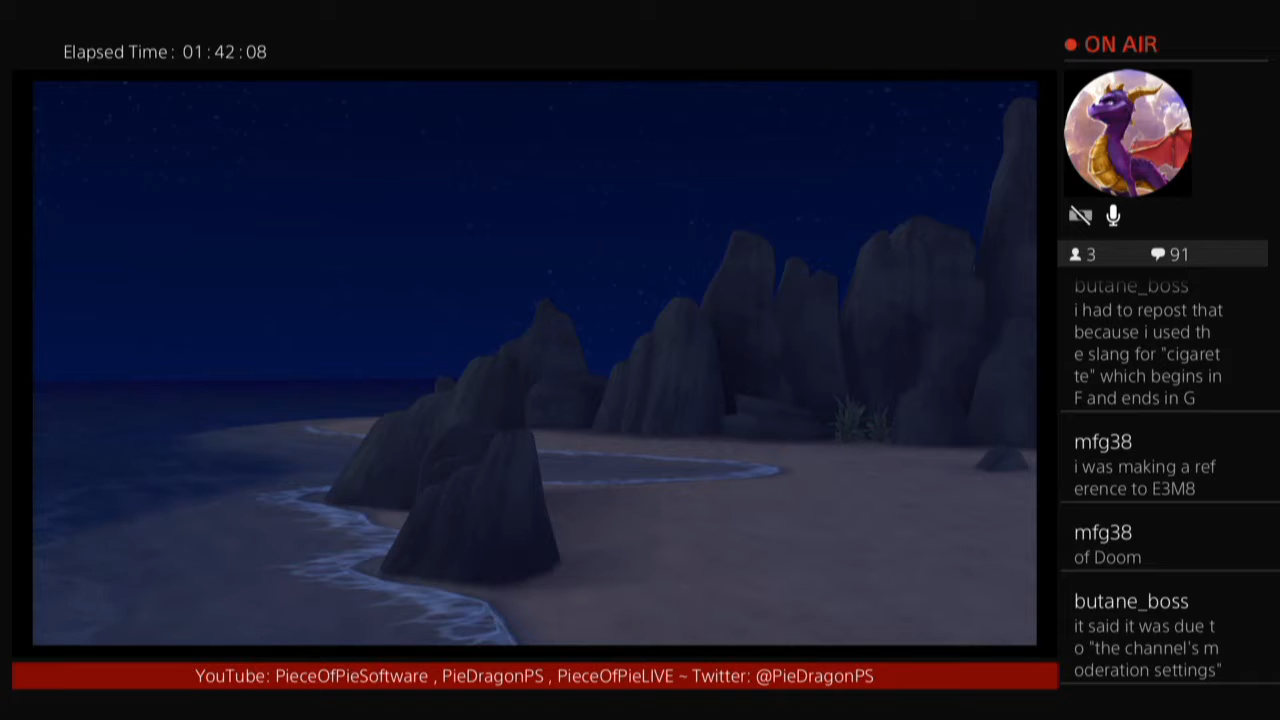 Elapsed Time: 01:42:08
ON AIR
3 91
butane_boss
i had to repost that
because i used th
e slang for "cigaret
te" which begins in
F and ends in G
mfg38
i was making a ref
erence to E3M8
mfg38
of Doom
butane_boss
it said it was due t
o "the channel's m
oderation settings"
YouTube: PieceOfPieSoftware , PieDragonPS , PieceOfPieLIVE ~ Twitter: @PieDragonPS